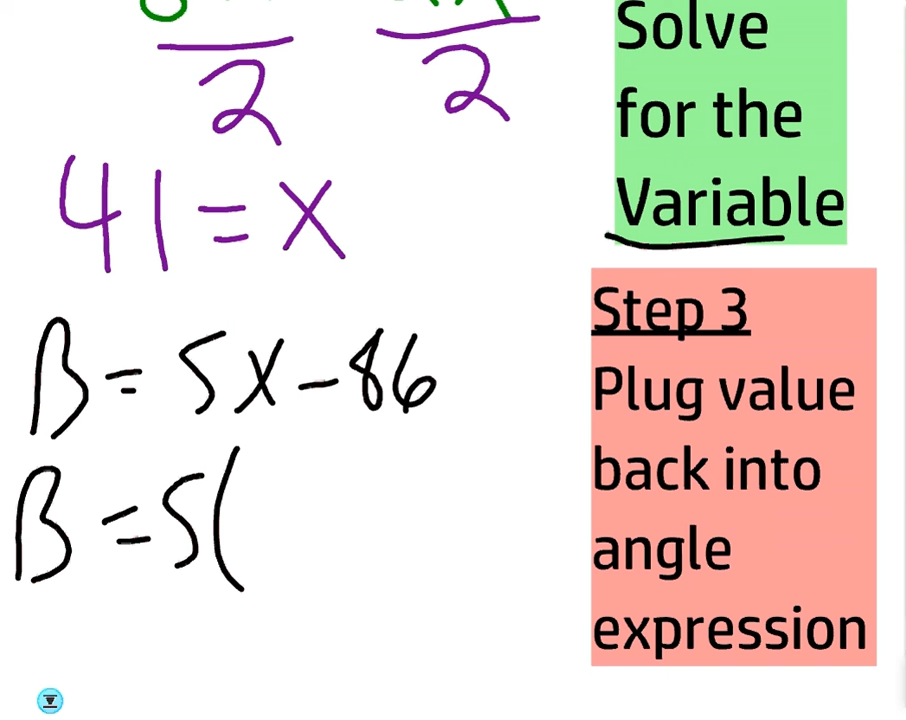 2 2
41 = x
B = 5x - 86
B = 5(
Solve
for the
Variable
Step 3
Plug value
back into
angle
expression